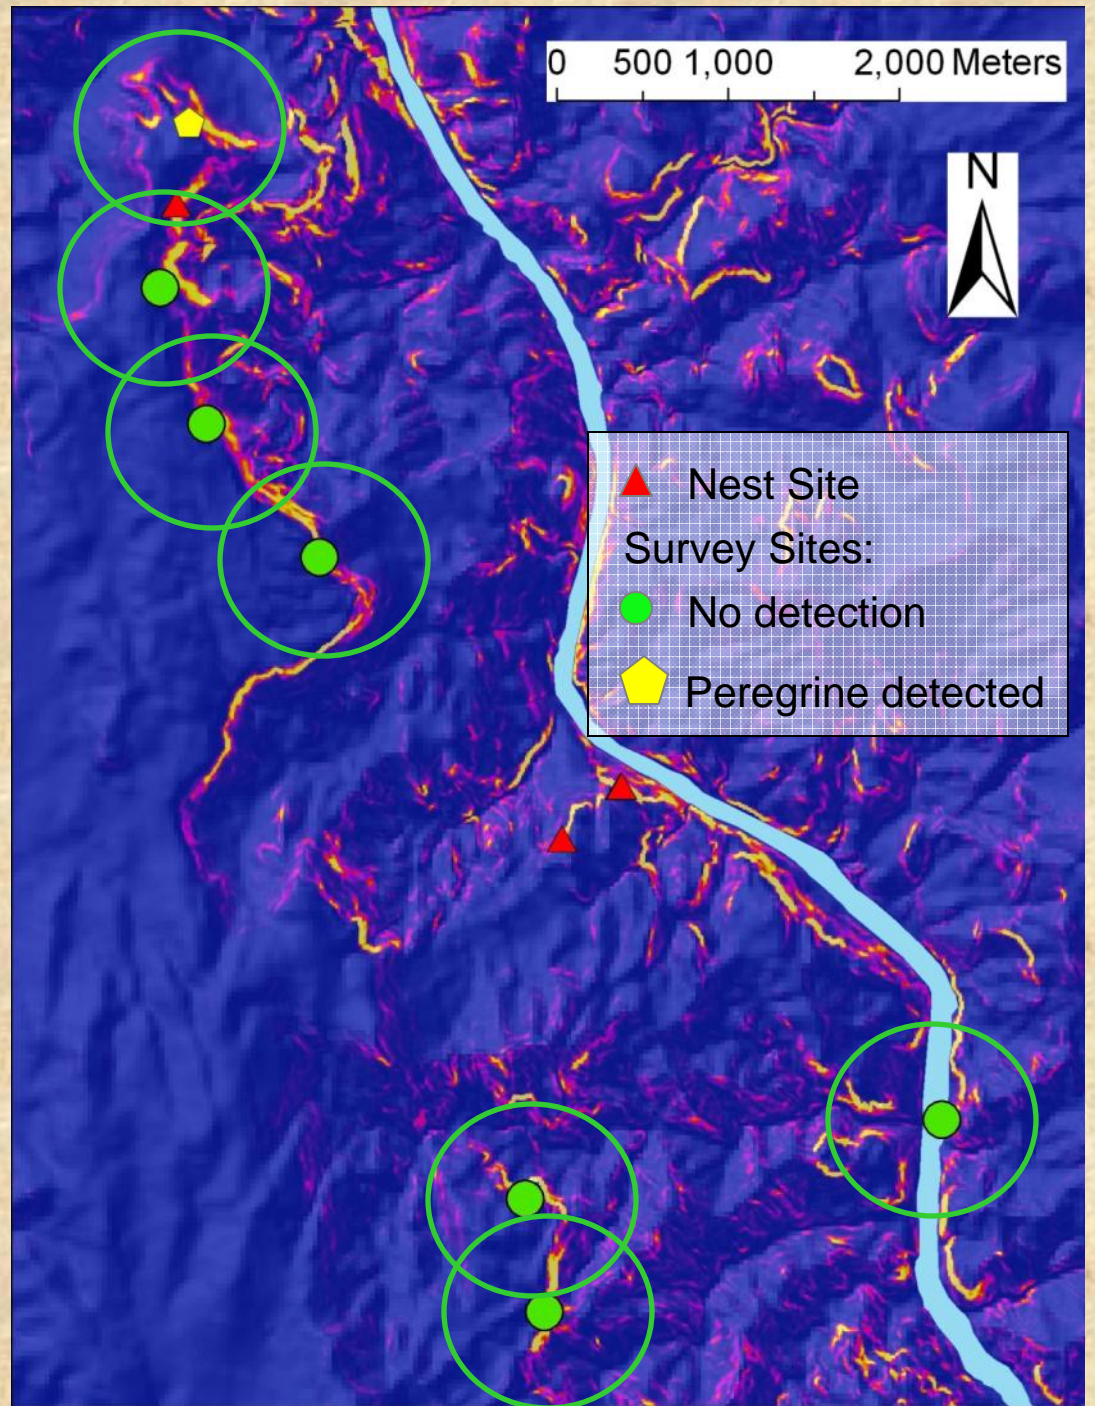 0 500 1,000 2,000 Meters
N
Nest Site
Survey Sites:
No detection
Peregrine detected